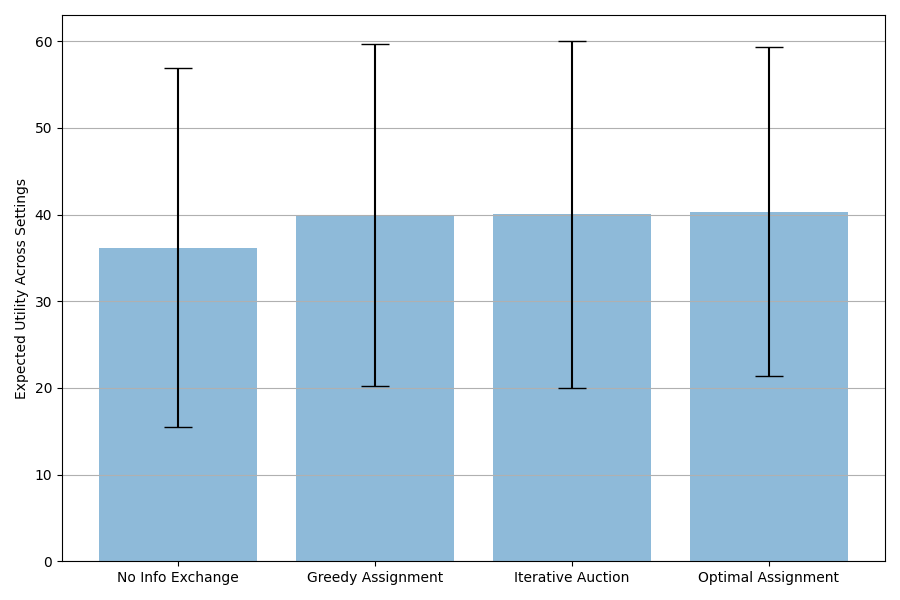 Expected Utility Across Settings
60
50
40
30
20
10
0
No Info Exchange
Greedy Assignment
Iterative Auction
Optimal Assignment